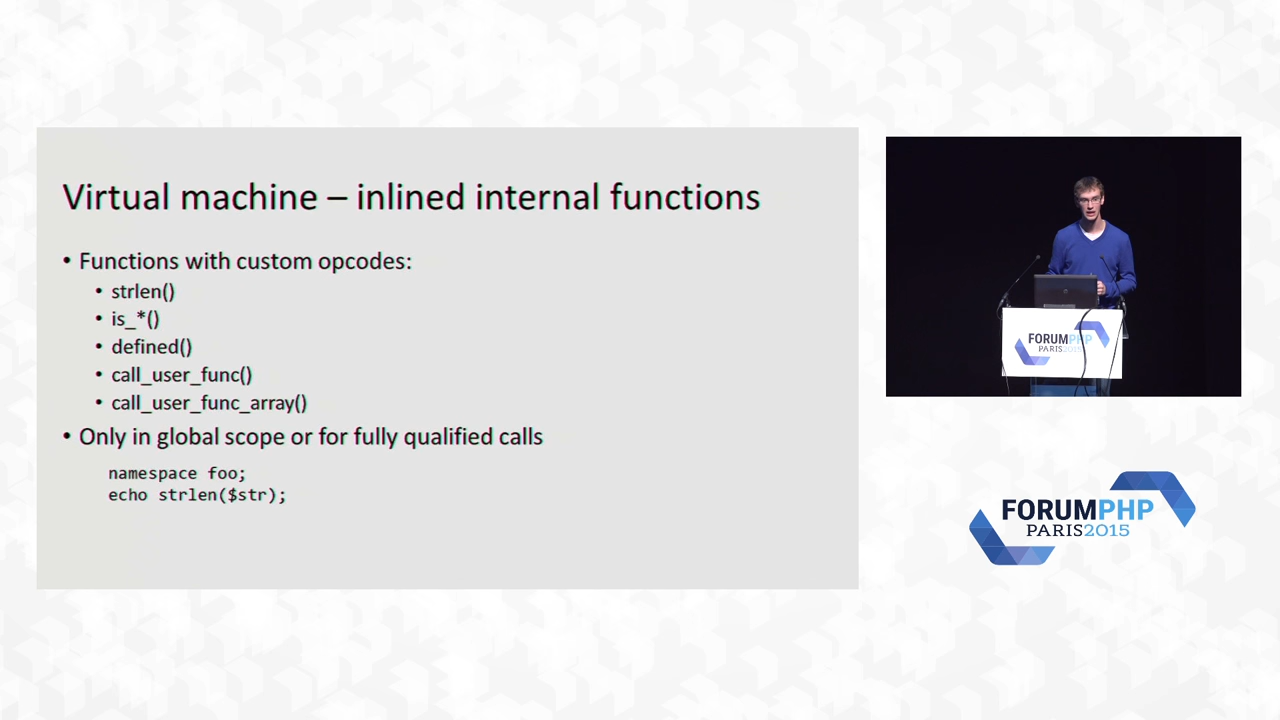 Virtual machine – inlined internal functions
• Functions with custom opcodes:
• strlen()
• is_*()
• defined()
• call_user_func()
• call_user_func_array()
• Only in global scope or for fully qualified calls
namespace foo;
echo strlen($str);
FORUMPHP
PARIS2015
FORUMPHP
PARIS2015